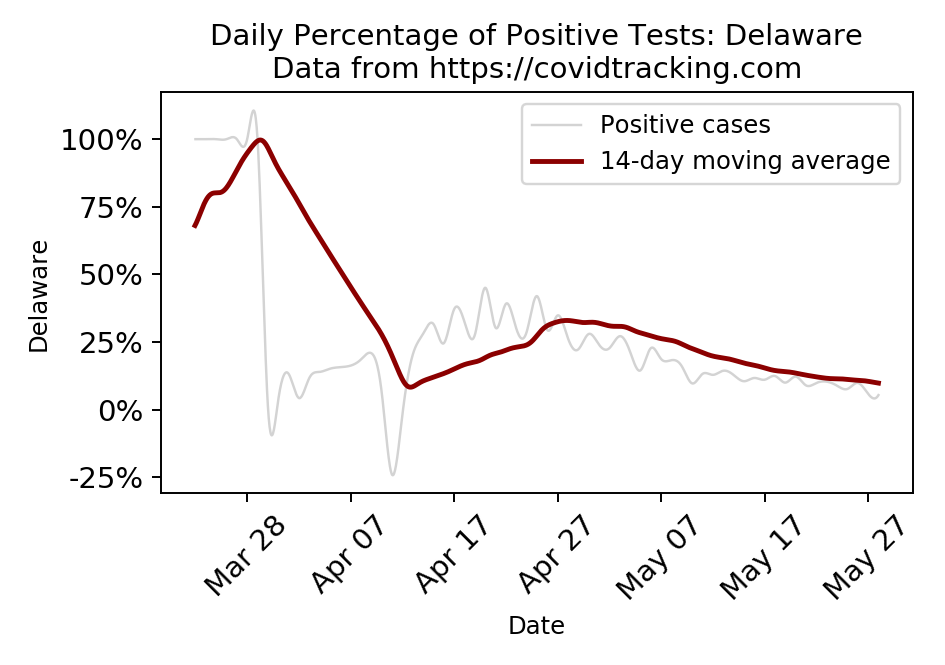 Daily Percentage of Positive Tests: Delaware
Data from https://covidtracking.com
Positive cases
14-day moving average
100%
75%
50%
25%
0%
-25%
Delaware
Mar 28
Apr 07
Apr 17
Apr 27
May 07
May 17
May 27
Date